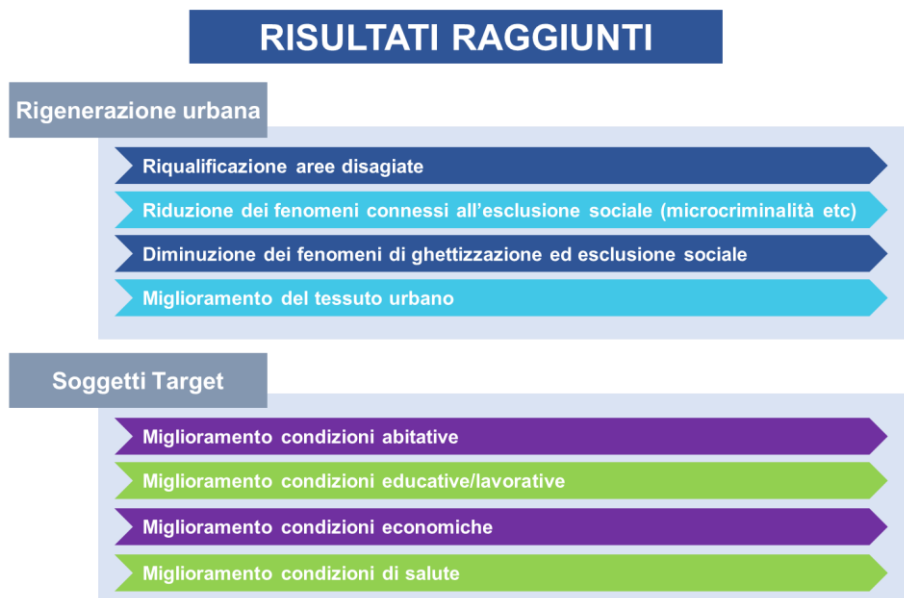 RISULTATI RAGGIUNTI
Rigenerazione urbana
Riqualificazione aree disagiate
Riduzione dei fenomeni connessi all'esclusione sociale (microcriminalità etc)
Diminuzione dei fenomeni di ghettizzazione ed esclusione sociale
Miglioramento del tessuto urbano
Soggetti Target
Miglioramento condizioni abitative
Miglioramento condizioni educative/lavorative
Miglioramento condizioni economiche
Miglioramento condizioni di salute